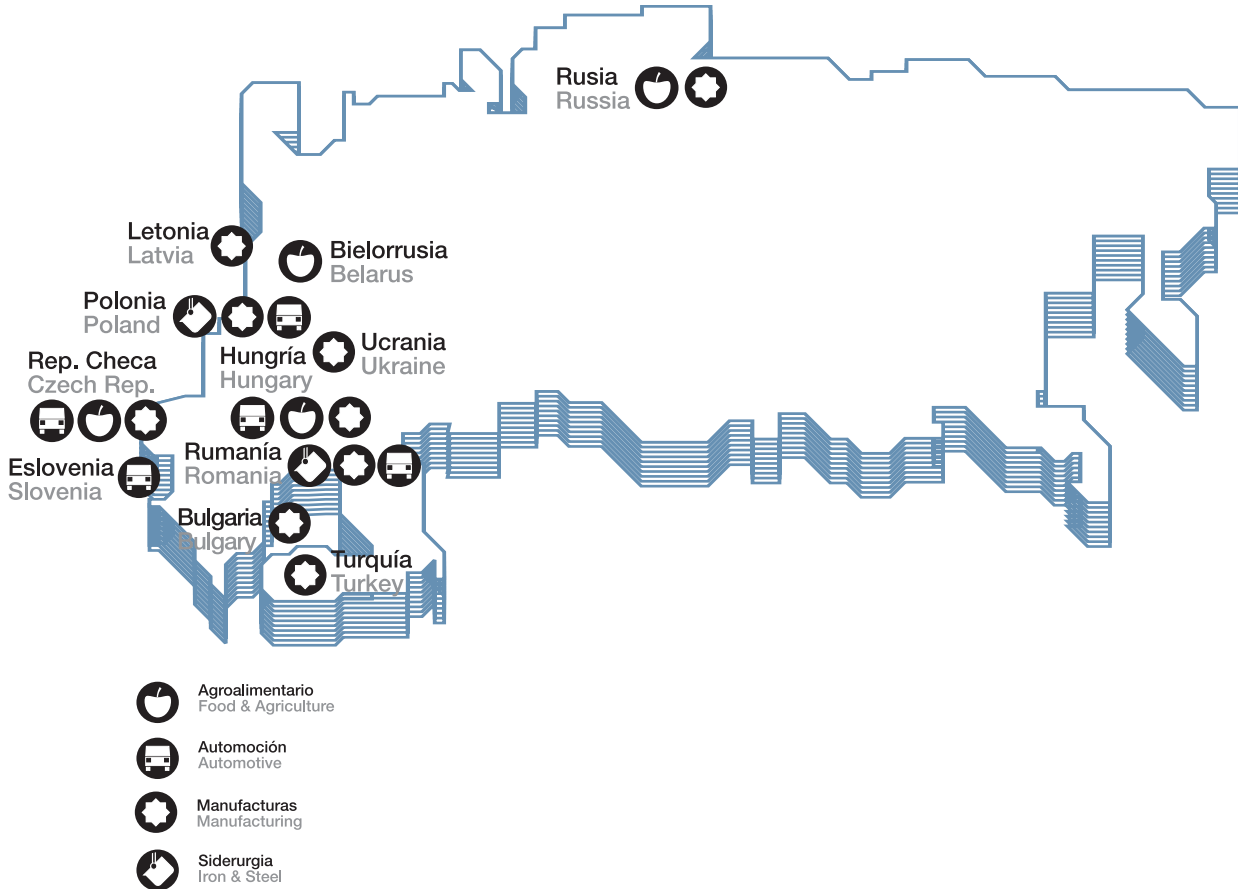 Rusia
Russia
Letonia
Latvia
Bielorrusia
Belarus
Polonia
Poland
Ucrania
Ukraine
Rep. Checa
Czech Rep.
Hungría
Hungary
Rumanía
Romania
Eslovenia
Slovenia
Bulgaria
Bulgary
Turquía
Turkey
Agroalimentario
Food & Agriculture
Automoción
Automotive
Manufacturas
Manufacturing
Siderurgia
Iron & Steel